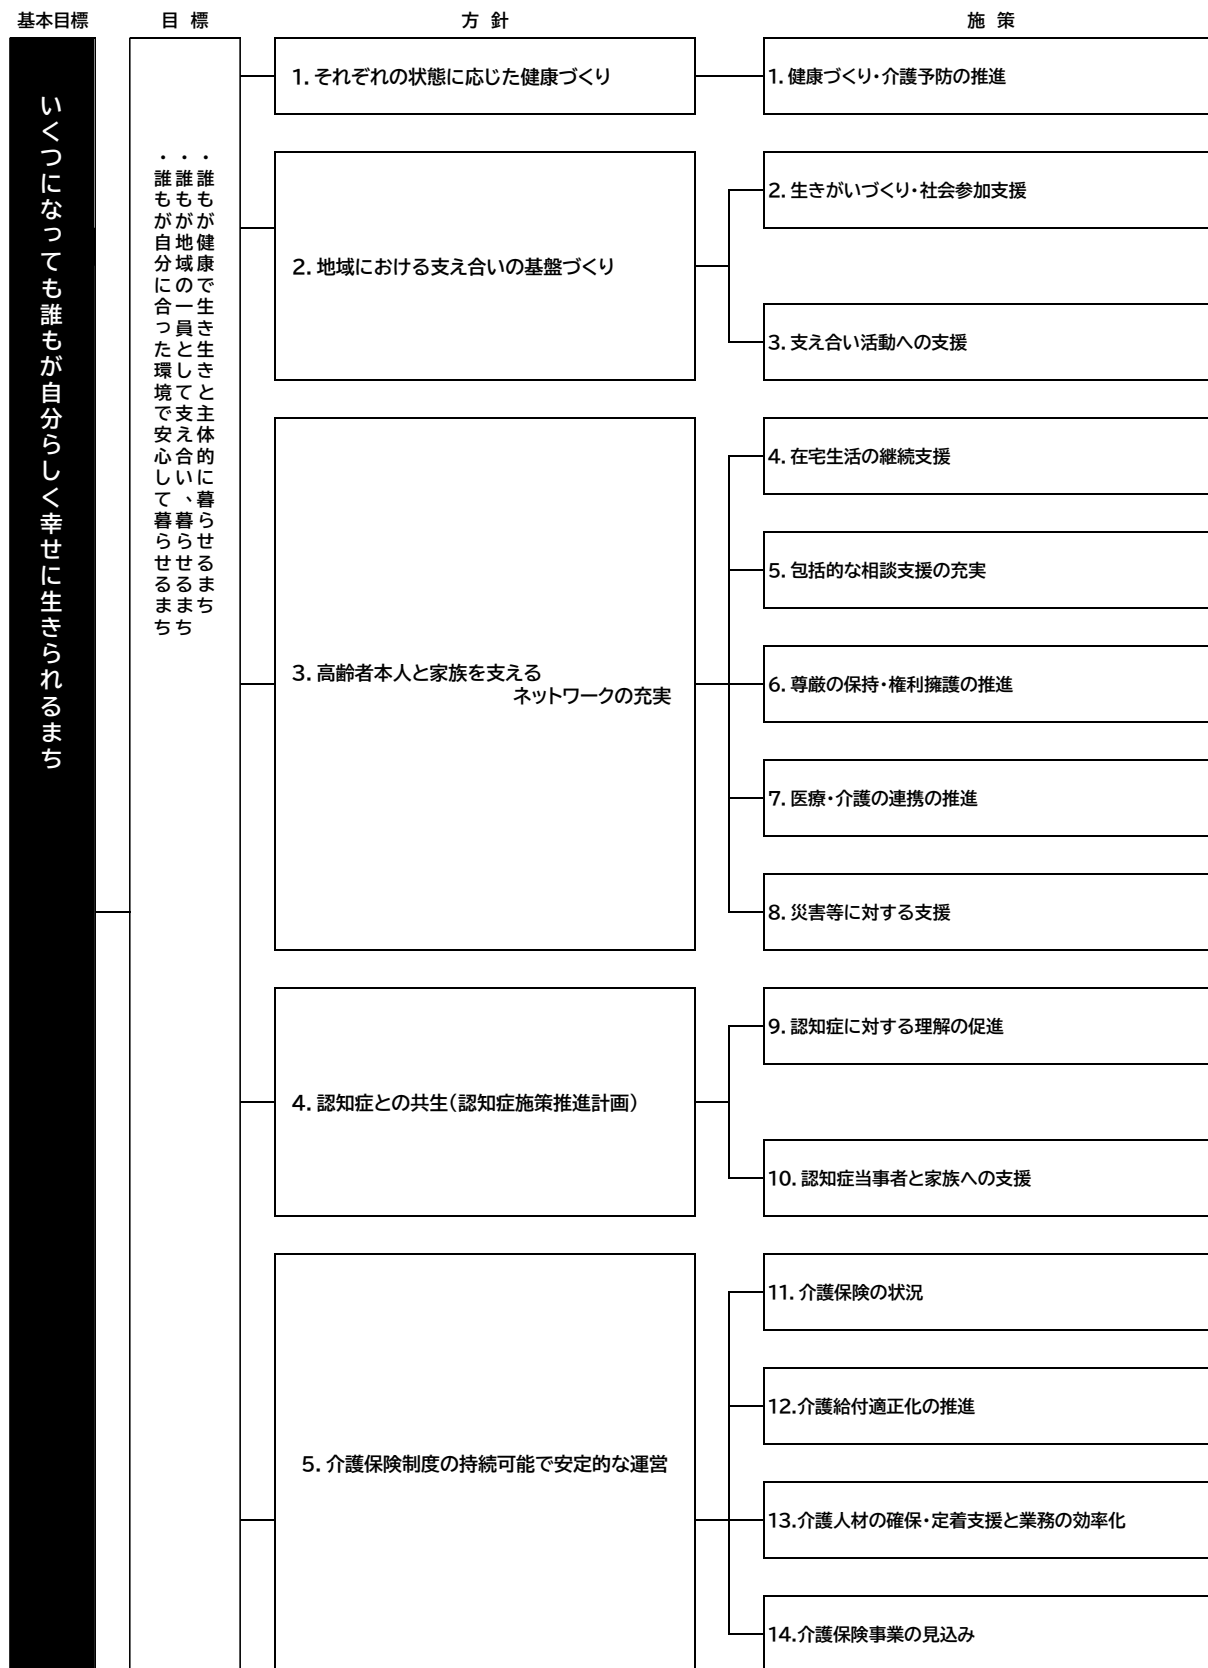 基本目標
目 標
方 針
施 策
いくつになっても誰もが自分らしく幸せに生きられるまち
・誰もが健康で生き生きと主体的に暮らせるまち
・誰もが地域の一員として支え合い、暮らせるまち
・誰もが自分に合った環境で安心して暮らせるまち
1. それぞれの状態に応じた健康づくり
1. 健康づくり・介護予防の推進
2. 地域における支え合いの基盤づくり
2. 生きがいづくり・社会参加支援
3. 支え合い活動への支援
3. 高齢者本人と家族を支える
ネットワークの充実
4. 在宅生活の継続支援
5. 包括的な相談支援の充実
6. 尊厳の保持・権利擁護の推進
7. 医療・介護の連携の推進
8. 災害等に対する支援
4. 認知症との共生(認知症施策推進計画)
9. 認知症に対する理解の促進
10. 認知症当事者と家族への支援
5. 介護保険制度の持続可能で安定的な運営
11. 介護保険の状況
12.介護給付適正化の推進
13.介護人材の確保・定着支援と業務の効率化
14.介護保険事業の見込み